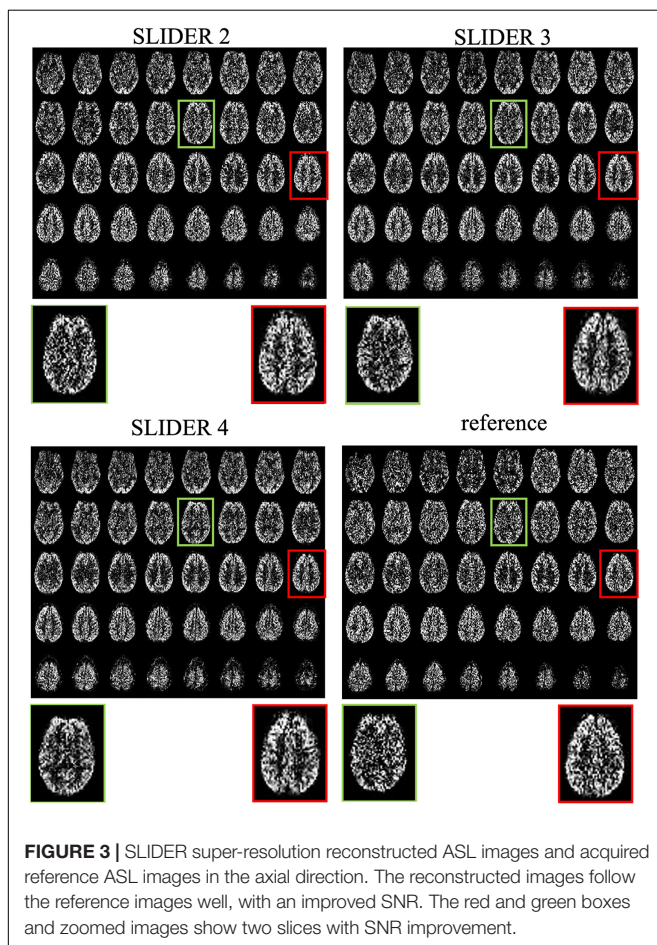 SLIDER 2
SLIDER 3
SLIDER 4
reference
FIGURE 3 | SLIDER super-resolution reconstructed ASL images and acquired
reference ASL images in the axial direction. The reconstructed images follow
the reference images well, with an improved SNR. The red and green boxes
and zoomed images show two slices with SNR improvement.